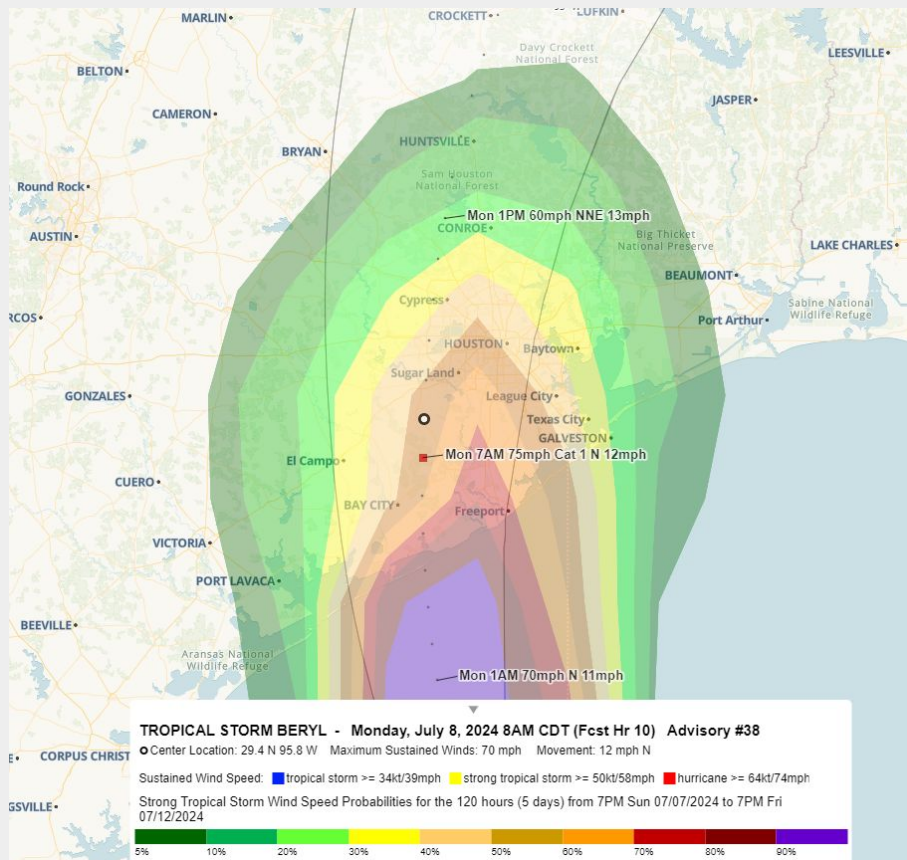 MARLIN
CROCKETT
LUFKIN
Davy Crockett
National Forest
LEESVILLE
BELTON
JASPER
CAMERON
HUNTSVILLE
BRYAN
Sam Houston
National Forest
Round Rock
Mon 1PM 60mph NNE 13mph
CONROE
AUSTIN
Big Thicket
National Preserve
LAKE CHARLES
BEAUMONT
Cypress
Sabine National
Wildlife Refuge
RCOS
Port Arthur
HOUSTON
Baytown
Sugar Land
GONZALES
League City
Texas City
GALVESTON
Mon 7AM 75mph Cat 1 N 12mph
El Campo
CUERO
BAY CITY
Freeport
VICTORIA
PORT LAVACA
BEEVILLE
Aransas National
Wildlife Refuge
Mon 1AM 70mph N 11mph
TROPICAL STORM BERYL - Monday, July 8, 2024 8AM CDT (Fcst Hr 10) Advisory #38
Center Location: 29.4 N 95.8 W Maximum Sustained Winds: 70 mph Movement: 12 mph N
CORPUS CHRIST
Sustained Wind Speed: tropical storm >= 34kt/39mph strong tropical storm >= 50kt/58mph hurricane >= 64kt/74mph
GSVILLE
Strong Tropical Storm Wind Speed Probabilities for the 120 hours (5 days) from 7PM Sun 07/07/2024 to 7PM Fri
07/12/2024
5% 10% 20% 30% 40% 50% 60% 70% 80% 90%